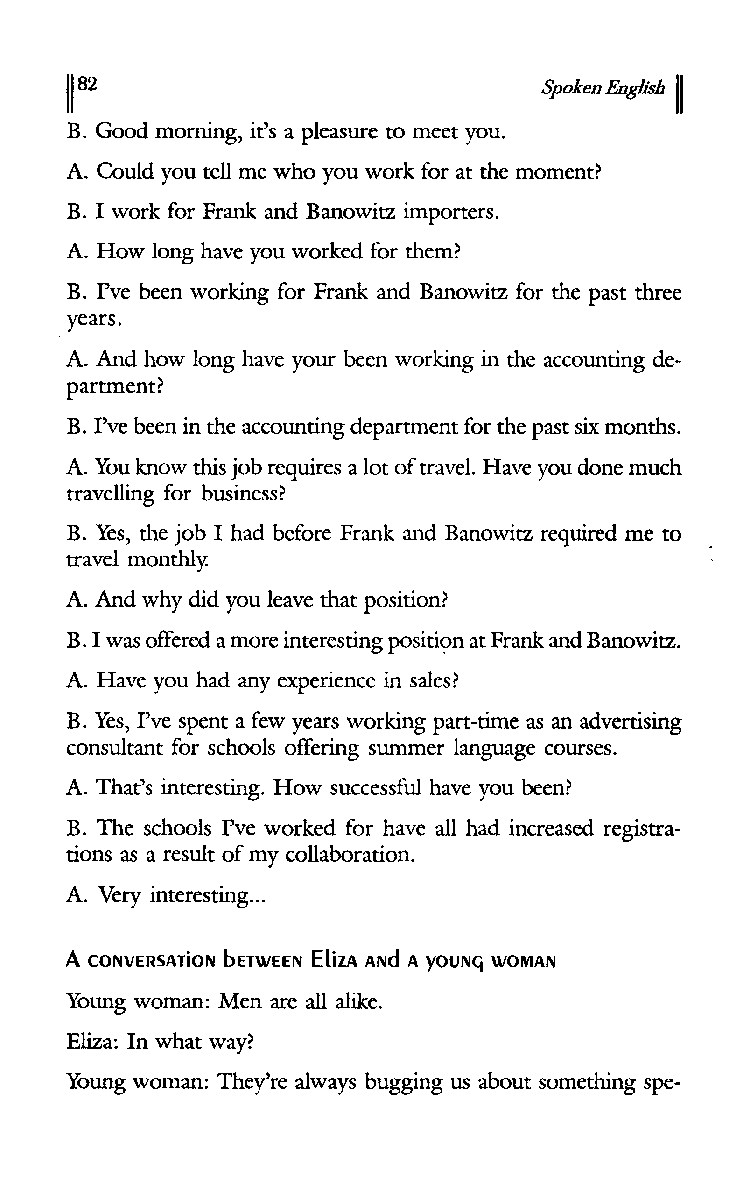 82 Spoken English
B. Good morning, it's a pleasure to meet you.
A. Could you tell me who you work for at the moment?
B. I work for Frank and Banowitz importers.
A. How long have you worked for them?
B. I've been working for Frank and Banowitz for the past three
years.
A. And how long have your been working in the accounting de-
partment?
B. I've been in the accounting department for the past six months.
A. You know this job requires a lot of travel. Have you done much
travelling for business?
B. Yes, the job I had before Frank and Banowitz required me to
travel monthly.
A. And why did you leave that position?
B. I was offered a more interesting position at Frank and Banowitz.
A. Have you had any experience in sales?
B. Yes, I've spent a few years working part-time as an advertising
consultant for schools offering summer language courses.
A. That's interesting. How successful have you been?
B. The schools I've worked for have all had increased registra-
tions as a result of my collaboration.
A. Very interesting...
A conversation between Eliza and a young woman
Young woman: Men are all alike.
Eliza: In what way?
Young woman: They're always bugging us about something spe-